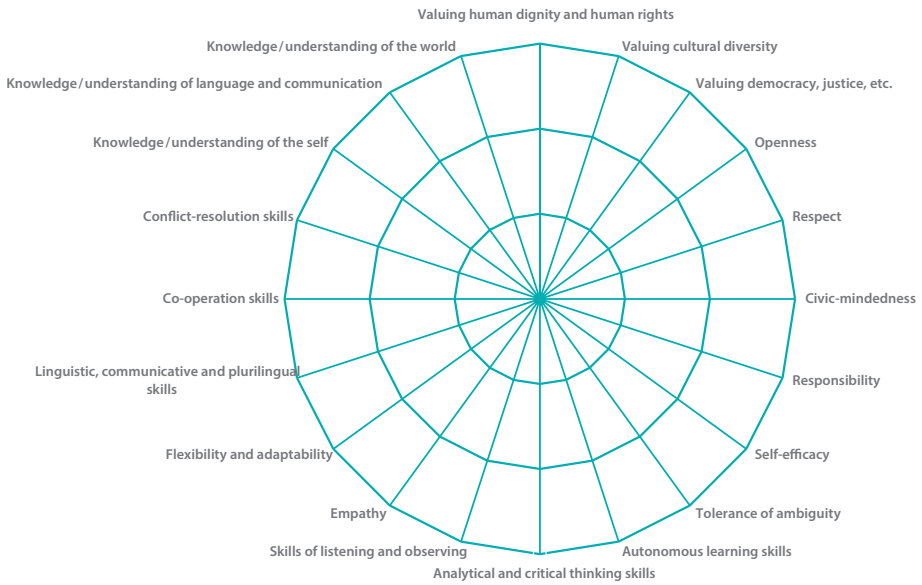 Valuing human dignity and human rights
Valuing cultural diversity
Valuing democracy, justice, etc.
Openness
Respect
Civic-mindedness
Responsibility
Self-efficacy
Tolerance of ambiguity
Autonomous learning skills
Analytical and critical thinking skills
Skills of listening and observing
Empathy
Flexibility and adaptability
Linguistic, communicative and plurilingual
skills
Co-operation skills
Conflict-resolution skills
Knowledge/understanding of the self
Knowledge/understanding of language and communication
Knowledge/understanding of the world